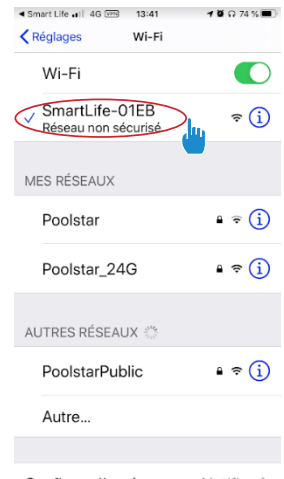 ◀ Smart Life 4G VPN 13:41 74 %
Réglages Wi-Fi
Wi-Fi
SmartLife-01EB
Réseau non sécurisé
MES RÉSEAUX
Poolstar
Poolstar_24G
AUTRES RÉSEAUX
PoolstarPublic
Autre...